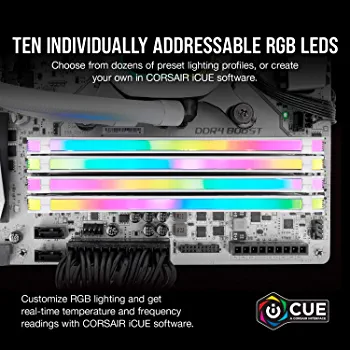 TEN INDIVIDUALLY ADDRESSABLE RGB LEDS
Choose from dozens of preset lighting profiles, or create
your own in CORSAIR iCUE software.
DDR4 BOOST
Customize RGB lighting and get
real-time temperature and frequency
readings with CORSAIR iCUE software.
iCUE
A CORSAIR INTERFACE